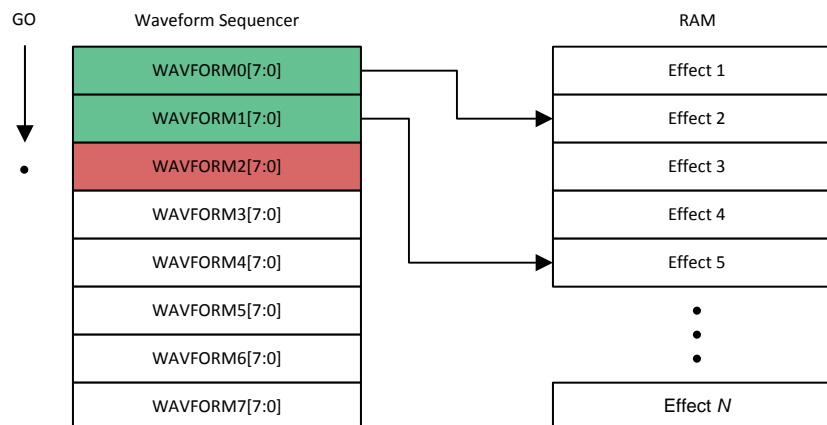 GO
Waveform Sequencer
WAVFORM0[7:0]
WAVFORM1[7:0]
WAVFORM2[7:0]
WAVFORM3[7:0]
WAVFORM4[7:0]
WAVFORM5[7:0]
WAVFORM6[7:0]
WAVFORM7[7:0]
RAM
Effect 1
Effect 2
Effect 3
Effect 4
Effect 5
Effect N